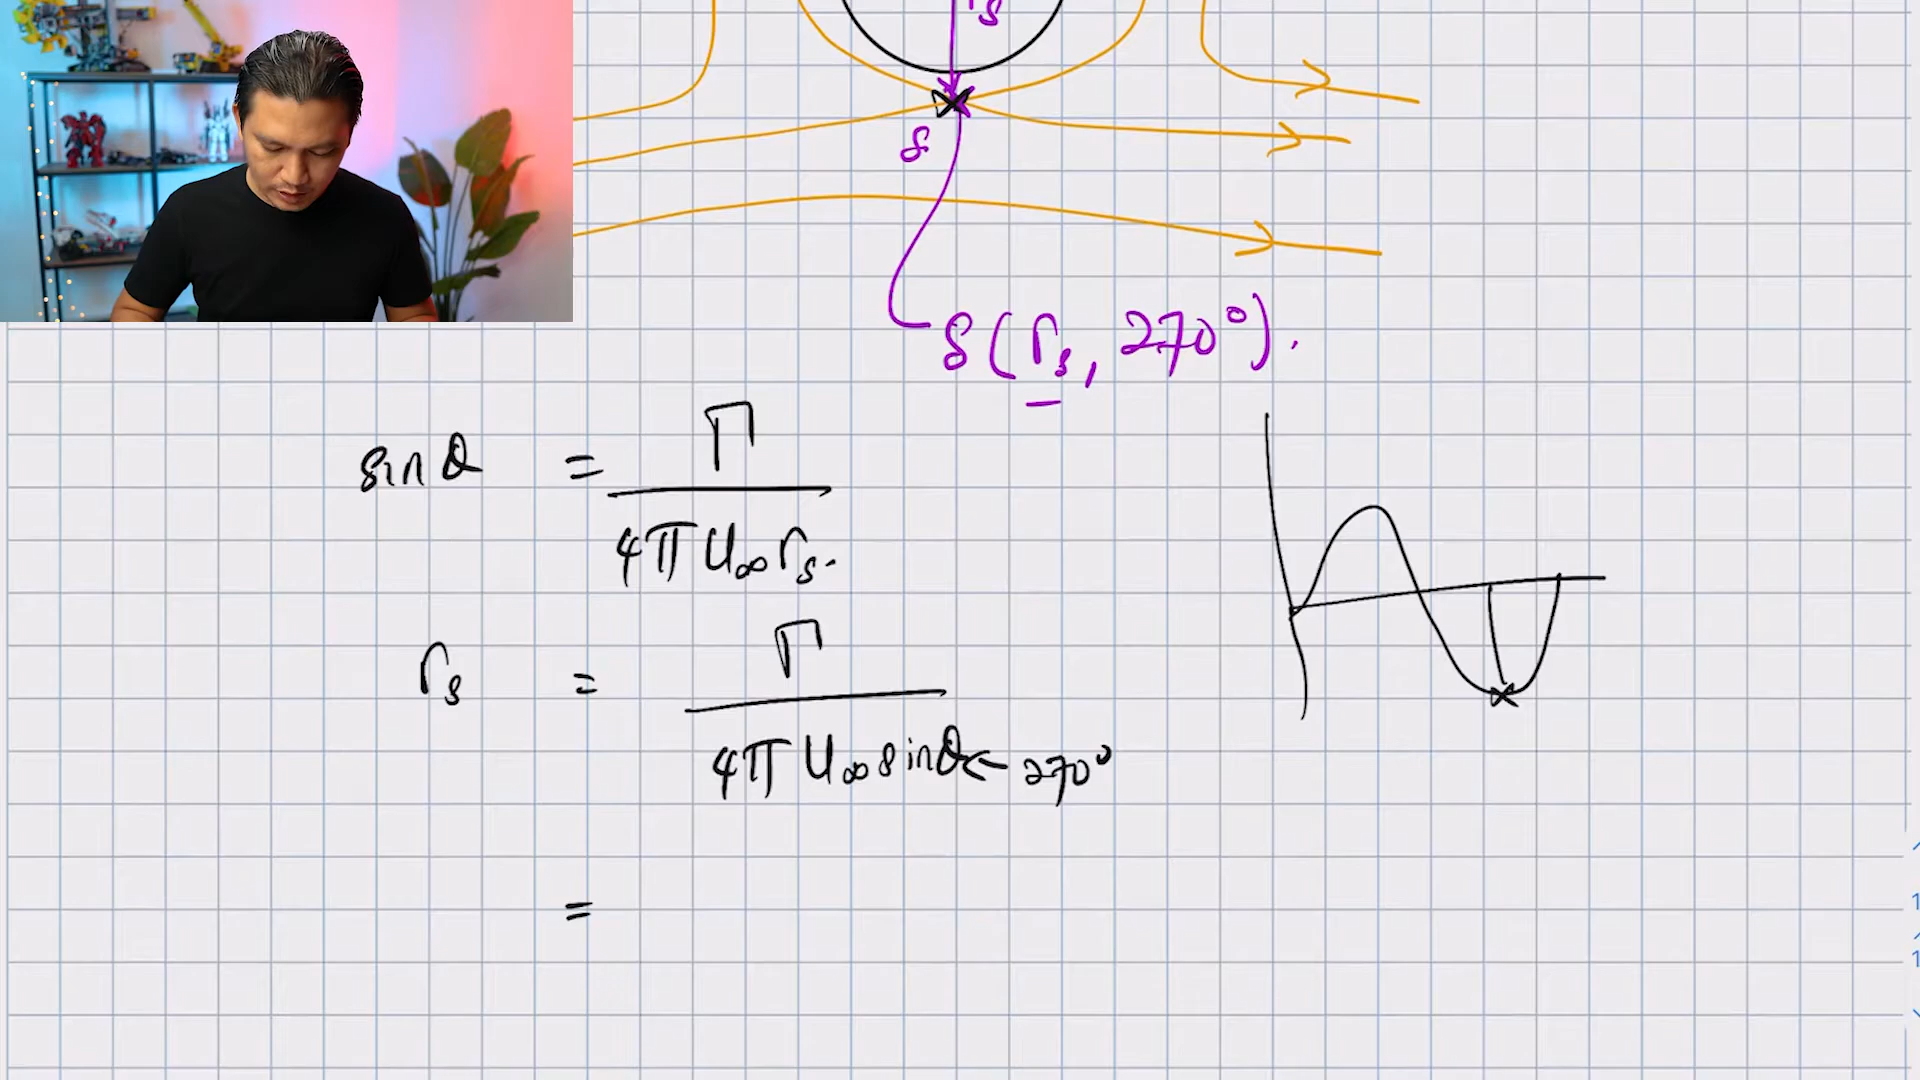 rs
S
S(rs, 270°).
sin θ = Γ / 4π U∞ rs.
rs = Γ / 4π U∞ sin θ ← 270°
=